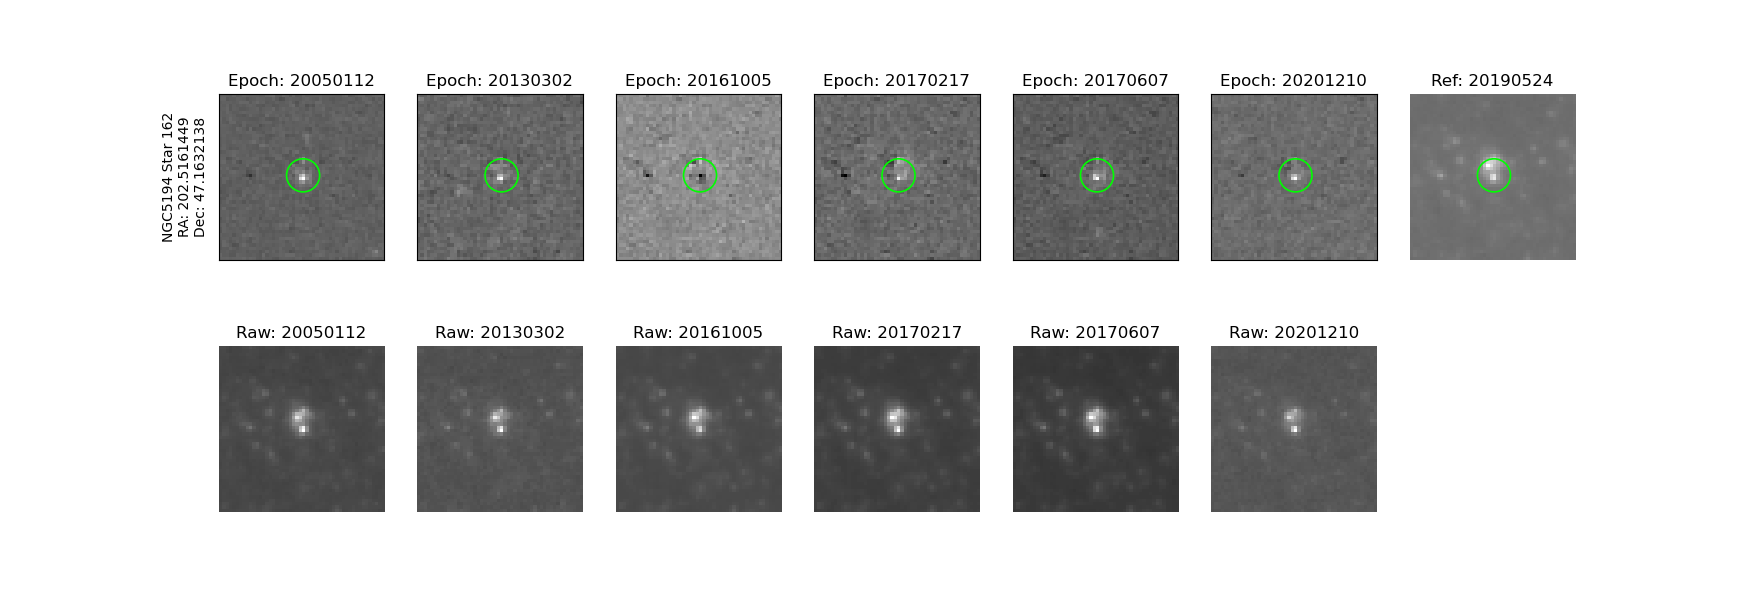 Epoch: 20050112
Epoch: 20130302
Epoch: 20161005
Epoch: 20170217
Epoch: 20170607
Epoch: 20201210
Ref: 20190524
NGC5194 Star 162
RA: 202.5161449
Dec: 47.1632138
Raw: 20050112
Raw: 20130302
Raw: 20161005
Raw: 20170217
Raw: 20170607
Raw: 20201210